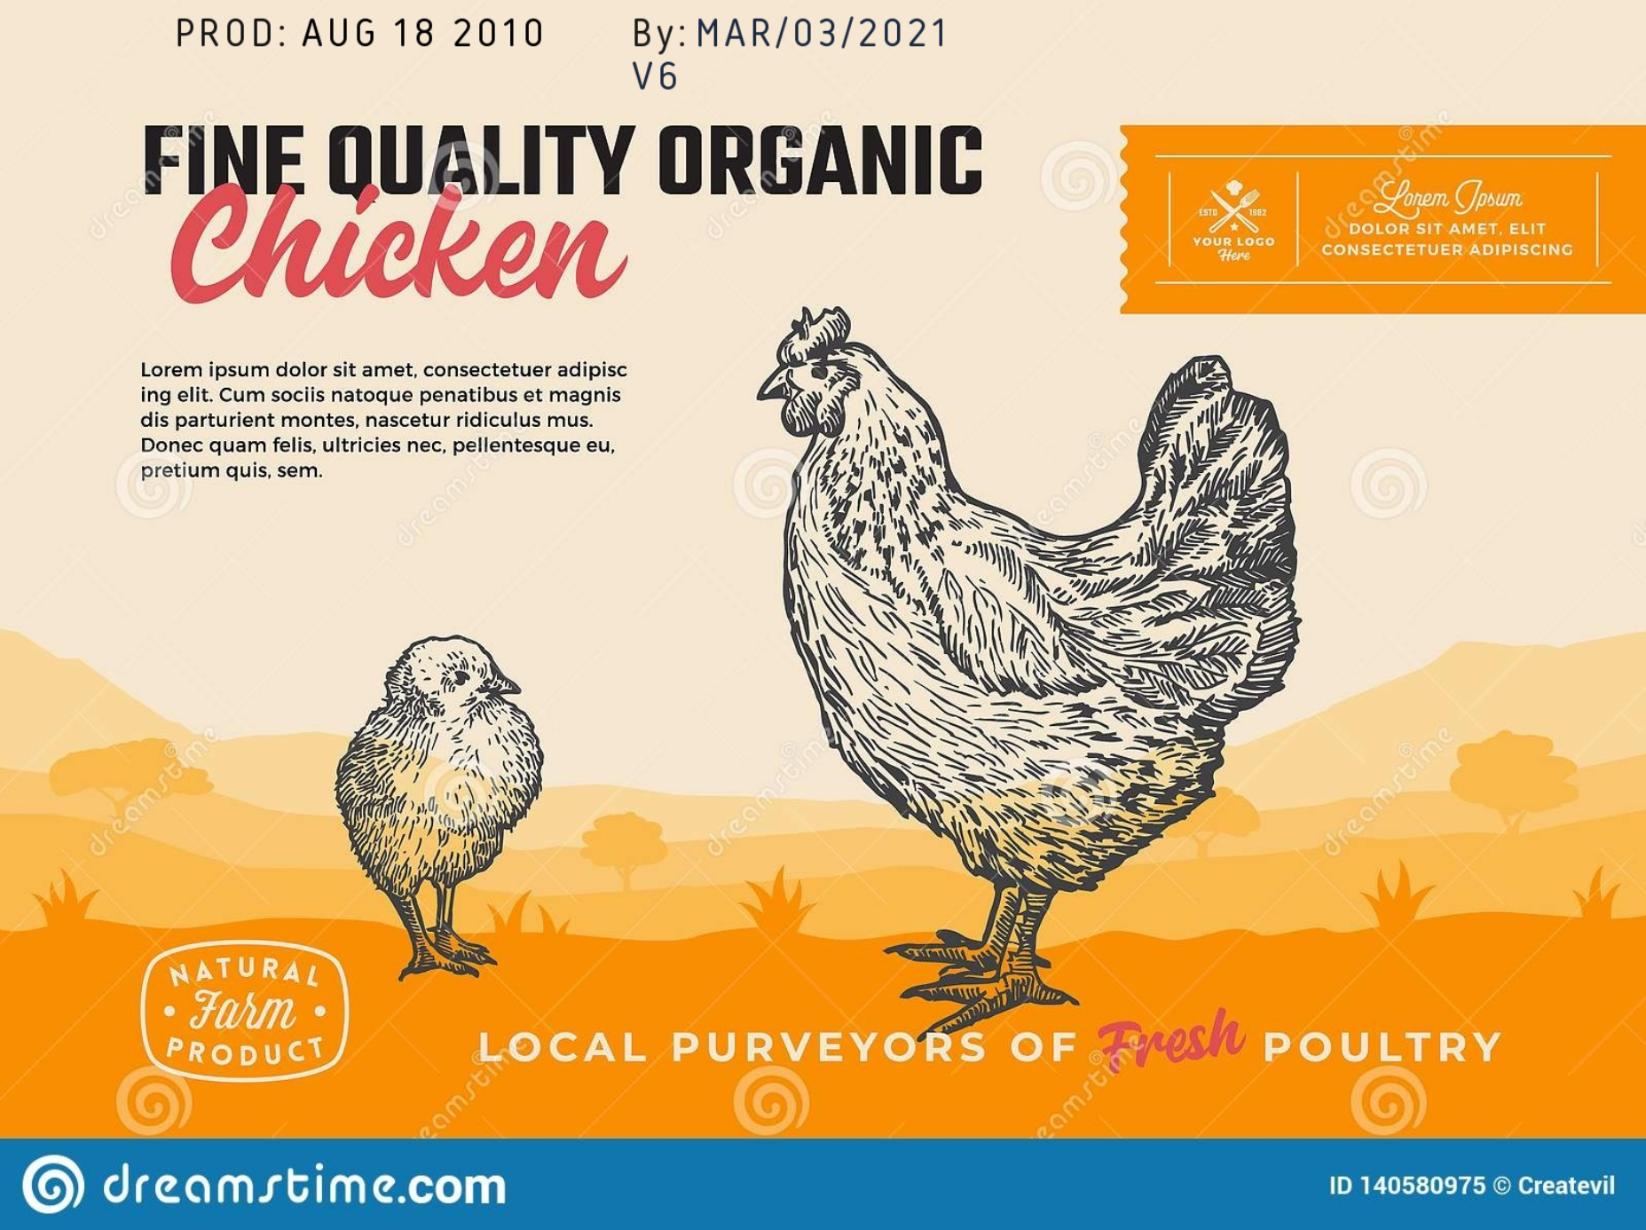 PROD: AUG 18 2010 By: MAR/03/2021
V6
FINE QUALITY ORGANIC
Chicken
ESTD 1982
YOUR LOGO
Here
Lorem Ipsum
DOLOR SIT AMET, ELIT
CONSECTETUER ADIPISCING
Lorem ipsum dolor sit amet, consectetuer adipisc
ing elit. Cum sociis natoque penatibus et magnis
dis parturient montes, nascetur ridiculus mus.
Donec quam felis, ultricies nec, pellentesque eu,
pretium quis, sem.
NATURAL
Farm
PRODUCT
LOCAL PURVEYORS OF Fresh POULTRY
dreamstime.com
ID 140580975 © Createvil